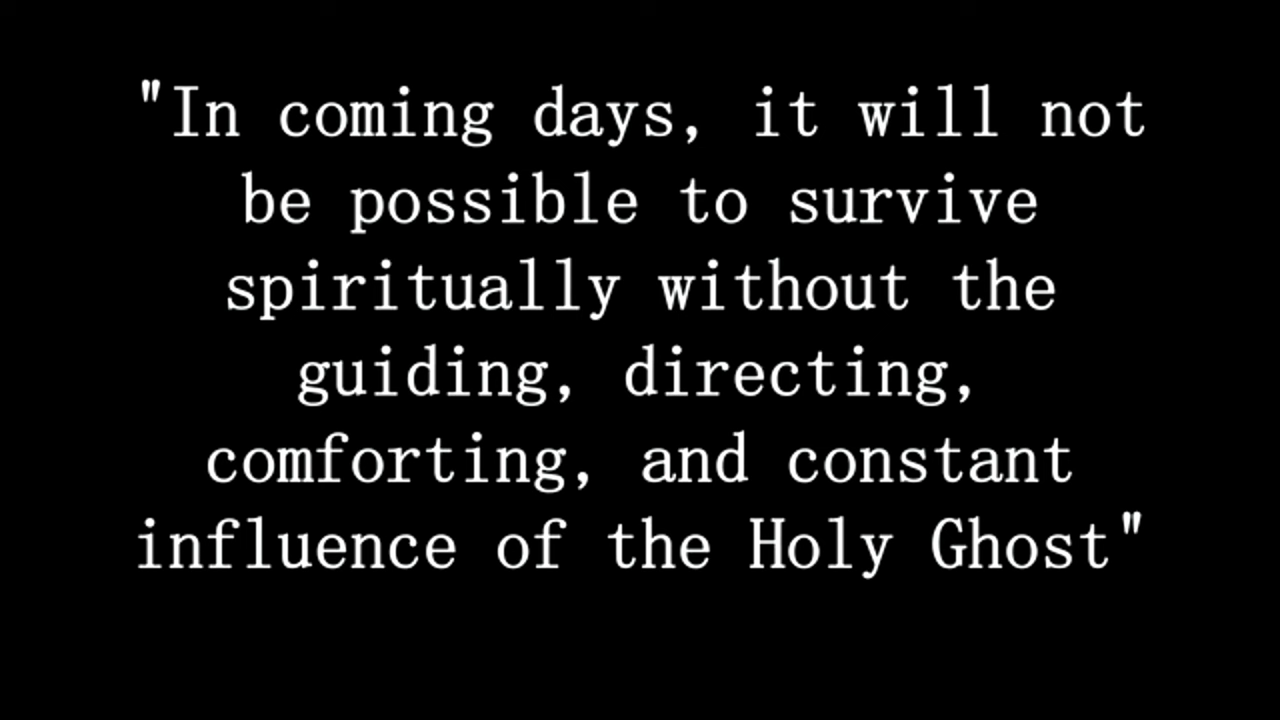 "In coming days, it will not
be possible to survive
spiritually without the
guiding, directing,
comforting, and constant
influence of the Holy Ghost"